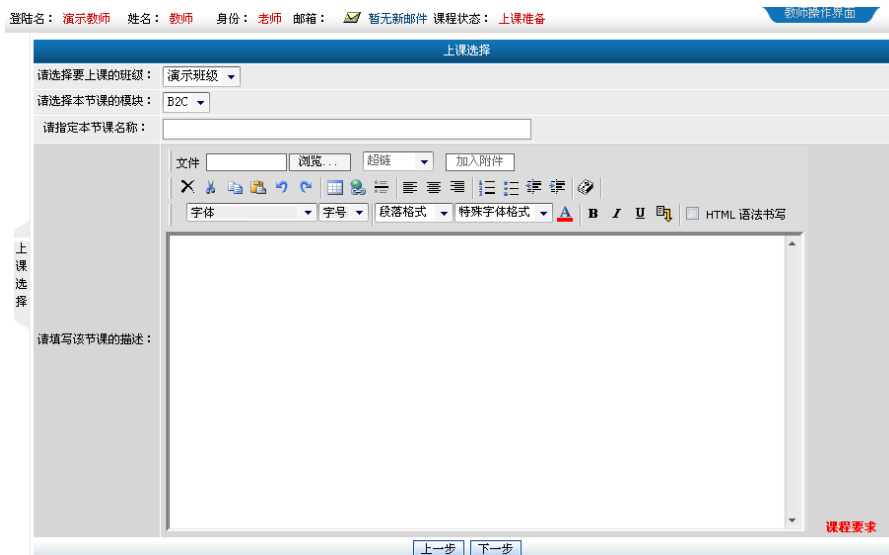 登陆名： 演示教师 姓名： 教师 身份： 老师 邮箱： 暂无新邮件 课程状态： 上课准备
教师操作界面
上课选择
请选择要上课的班级： 演示班级
请选择本节课的模块： B2C
请指定本节课名称：
文件 浏览... 超链 加入附件
字体 字号 段落格式 特殊字体格式 A B I U HTML 语法书写
上
课
选
择
请填写该节课的描述：
课程要求
上一步 下一步